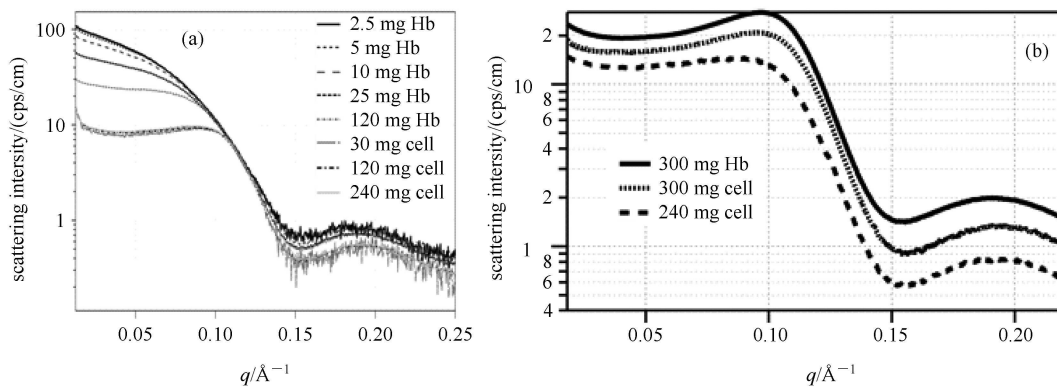 100
10
1
0.05
0.10
0.15
0.20
0.25
scattering intersity/(cps/cm)
q/Å⁻¹
(a)
2.5 mg Hb
5 mg Hb
10 mg Hb
25 mg Hb
120 mg Hb
30 mg cell
120 mg cell
240 mg cell
2
10
8
6
4
2
1
8
6
4
0.05
0.10
0.15
0.20
scattering intersity/(cps/cm)
q/Å⁻¹
(b)
300 mg Hb
300 mg cell
240 mg cell